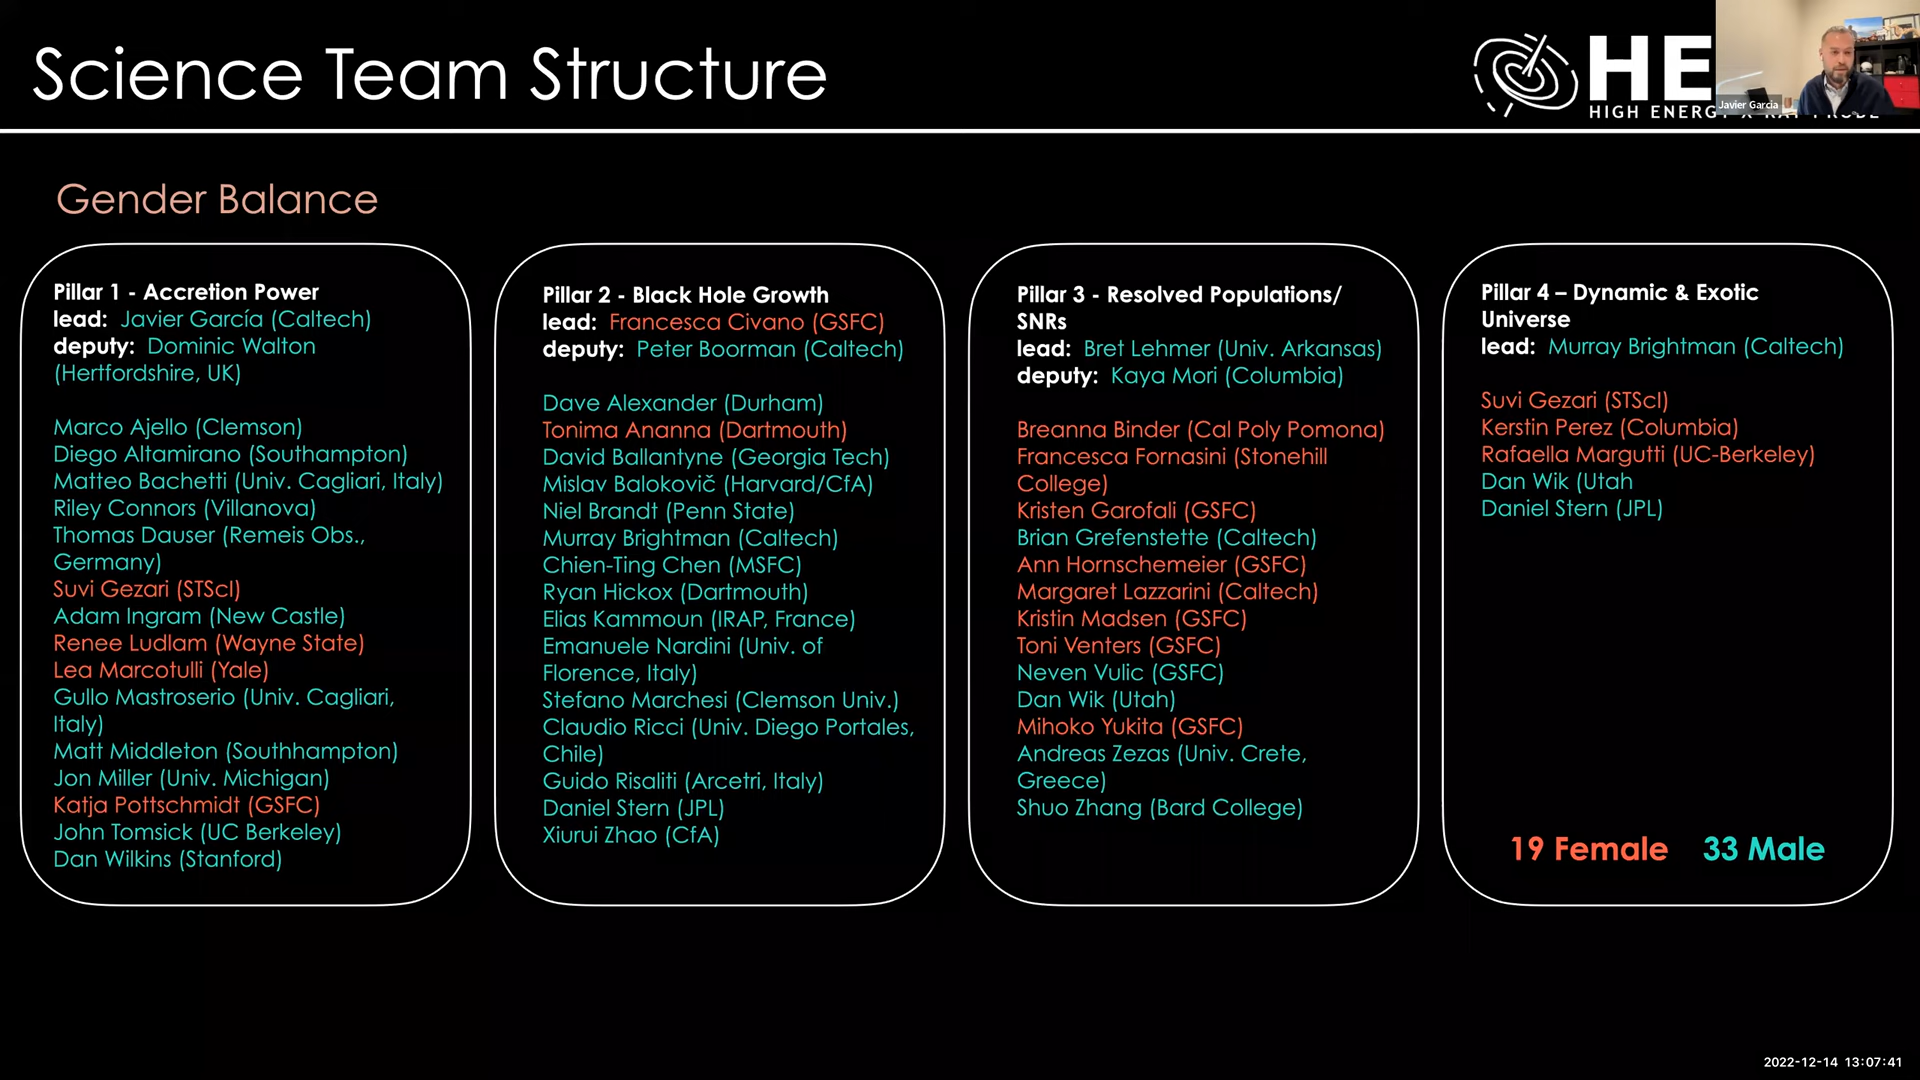 Science Team Structure
HE
HIGH ENERGY X-RAY PROBE
Javier Garcia
Gender Balance
Pillar 1 - Accretion Power
lead: Javier García (Caltech)
deputy: Dominic Walton
(Hertfordshire, UK)
Marco Ajello (Clemson)
Diego Altamirano (Southampton)
Matteo Bachetti (Univ. Cagliari, Italy)
Riley Connors (Villanova)
Thomas Dauser (Remeis Obs.,
Germany)
Suvi Gezari (STScI)
Adam Ingram (New Castle)
Renee Ludlam (Wayne State)
Lea Marcotulli (Yale)
Gullo Mastroserio (Univ. Cagliari,
Italy)
Matt Middleton (Southhampton)
Jon Miller (Univ. Michigan)
Katja Pottschmidt (GSFC)
John Tomsick (UC Berkeley)
Dan Wilkins (Stanford)
Pillar 2 - Black Hole Growth
lead: Francesca Civano (GSFC)
deputy: Peter Boorman (Caltech)
Dave Alexander (Durham)
Tonima Ananna (Dartmouth)
David Ballantyne (Georgia Tech)
Mislav Baloković (Harvard/CfA)
Niel Brandt (Penn State)
Murray Brightman (Caltech)
Chien-Ting Chen (MSFC)
Ryan Hickox (Dartmouth)
Elias Kammoun (IRAP, France)
Emanuele Nardini (Univ. of
Florence, Italy)
Stefano Marchesi (Clemson Univ.)
Claudio Ricci (Univ. Diego Portales,
Chile)
Guido Risaliti (Arcetri, Italy)
Daniel Stern (JPL)
Xiurui Zhao (CfA)
Pillar 3 - Resolved Populations/
SNRs
lead: Bret Lehmer (Univ. Arkansas)
deputy: Kaya Mori (Columbia)
Breanna Binder (Cal Poly Pomona)
Francesca Fornasini (Stonehill
College)
Kristen Garofali (GSFC)
Brian Grefenstette (Caltech)
Ann Hornschemeier (GSFC)
Margaret Lazzarini (Caltech)
Kristin Madsen (GSFC)
Toni Venters (GSFC)
Neven Vulic (GSFC)
Dan Wik (Utah)
Mihoko Yukita (GSFC)
Andreas Zezas (Univ. Crete,
Greece)
Shuo Zhang (Bard College)
Pillar 4 – Dynamic & Exotic
Universe
lead: Murray Brightman (Caltech)
Suvi Gezari (STScI)
Kerstin Perez (Columbia)
Rafaella Margutti (UC-Berkeley)
Dan Wik (Utah
Daniel Stern (JPL)
19 Female 33 Male
2022-12-14 13:07:41